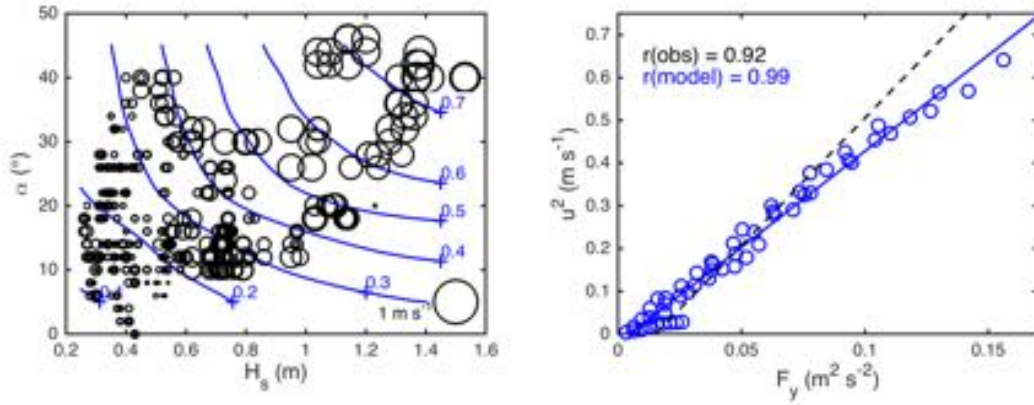 50
40
30
20
10
0
α (°)
0.2 0.4 0.6 0.8 1 1.2 1.4 1.6
H_s (m)
0.7
0.6
0.5
0.4
0.3
0.2
1 m s⁻¹
r(obs) = 0.92
r(model) = 0.99
0.7
0.6
0.5
0.4
0.3
0.2
0.1
0
u² (m s⁻¹)
0 0.05 0.1 0.15
F_y (m² s⁻²)